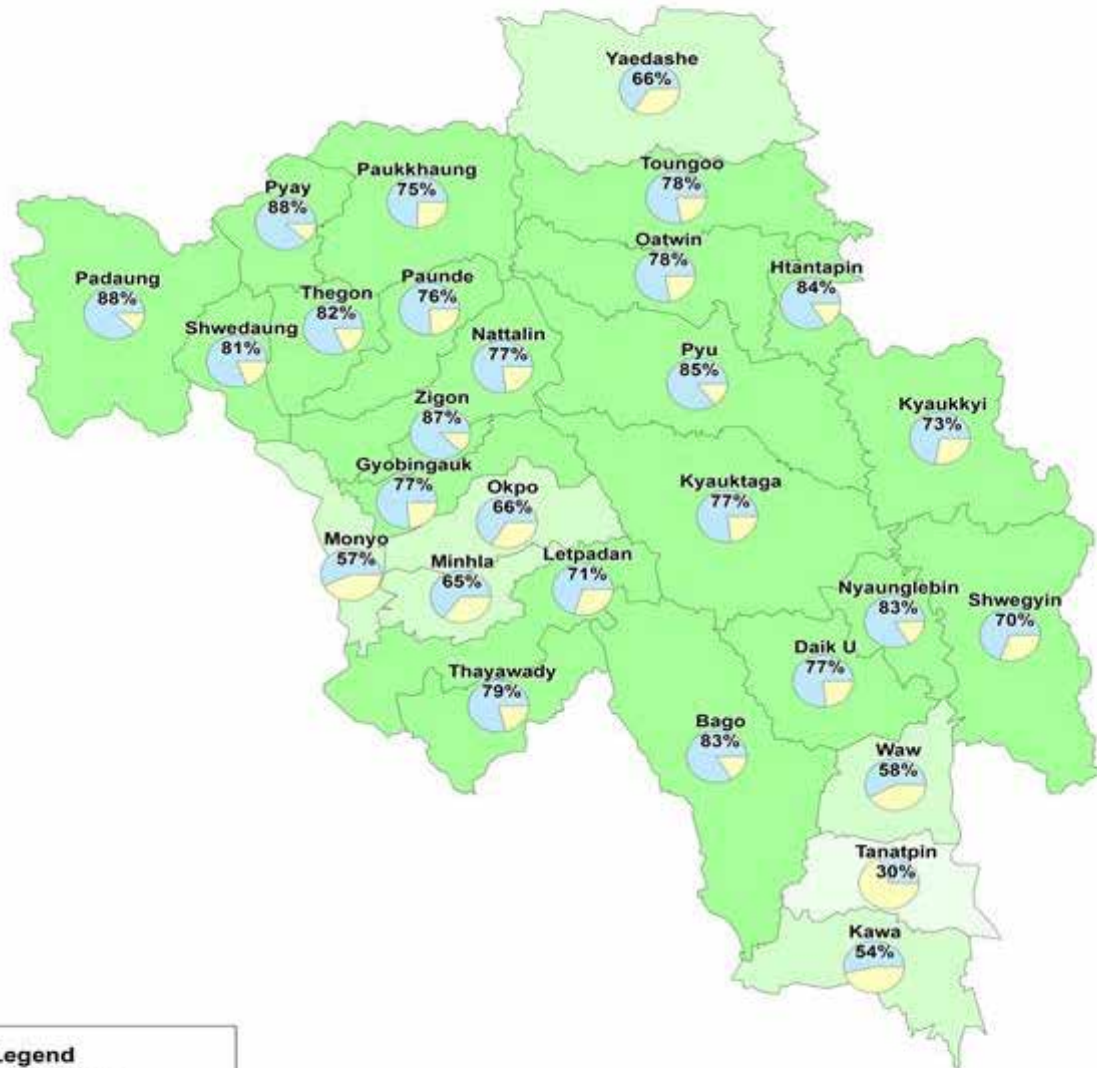 Yaedashe
66%
Paukkhaung
75%
Toungoo
78%
Pyay
88%
Oatwin
78%
Htantapin
84%
Padaung
88%
Thegon
82%
Paunde
76%
Shwedaung
81%
Nattalin
77%
Pyu
85%
Kyaukkyi
73%
Zigon
87%
Gyobingauk
77%
Okpo
66%
Kyauktaga
77%
Monyo
57%
Minhla
65%
Letpadan
71%
Nyaunglebin
83%
Shwegyin
70%
Daik U
77%
Thayawady
79%
Bago
83%
Waw
58%
Tanatpin
30%
Kawa
54%
Legend